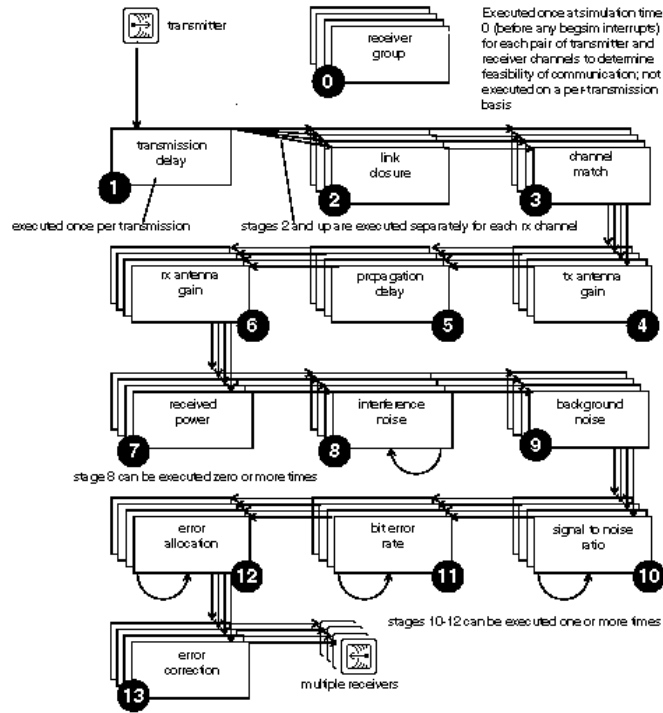 transmitter
receiver
group
0
Executed once at simulation time
0 (before any begsim interrupts)
for each pair of transmitter and
receiver channels to determine
feasibility of communication; not
executed on a per-transmission
basis
transmission
delay
1
link
closure
2
channel
match
3
executed once per transmission
stages 2 and up are executed separately for each rx channel
rx antenna
gain
6
propagation
delay
5
tx antenna
gain
4
received
power
7
interference
noise
8
background
noise
9
stage 8 can be executed zero or more times
error
allocation
12
bit error
rate
11
signal to noise
ratio
10
stages 10-12 can be executed one or more times
error
correction
13
multiple receivers